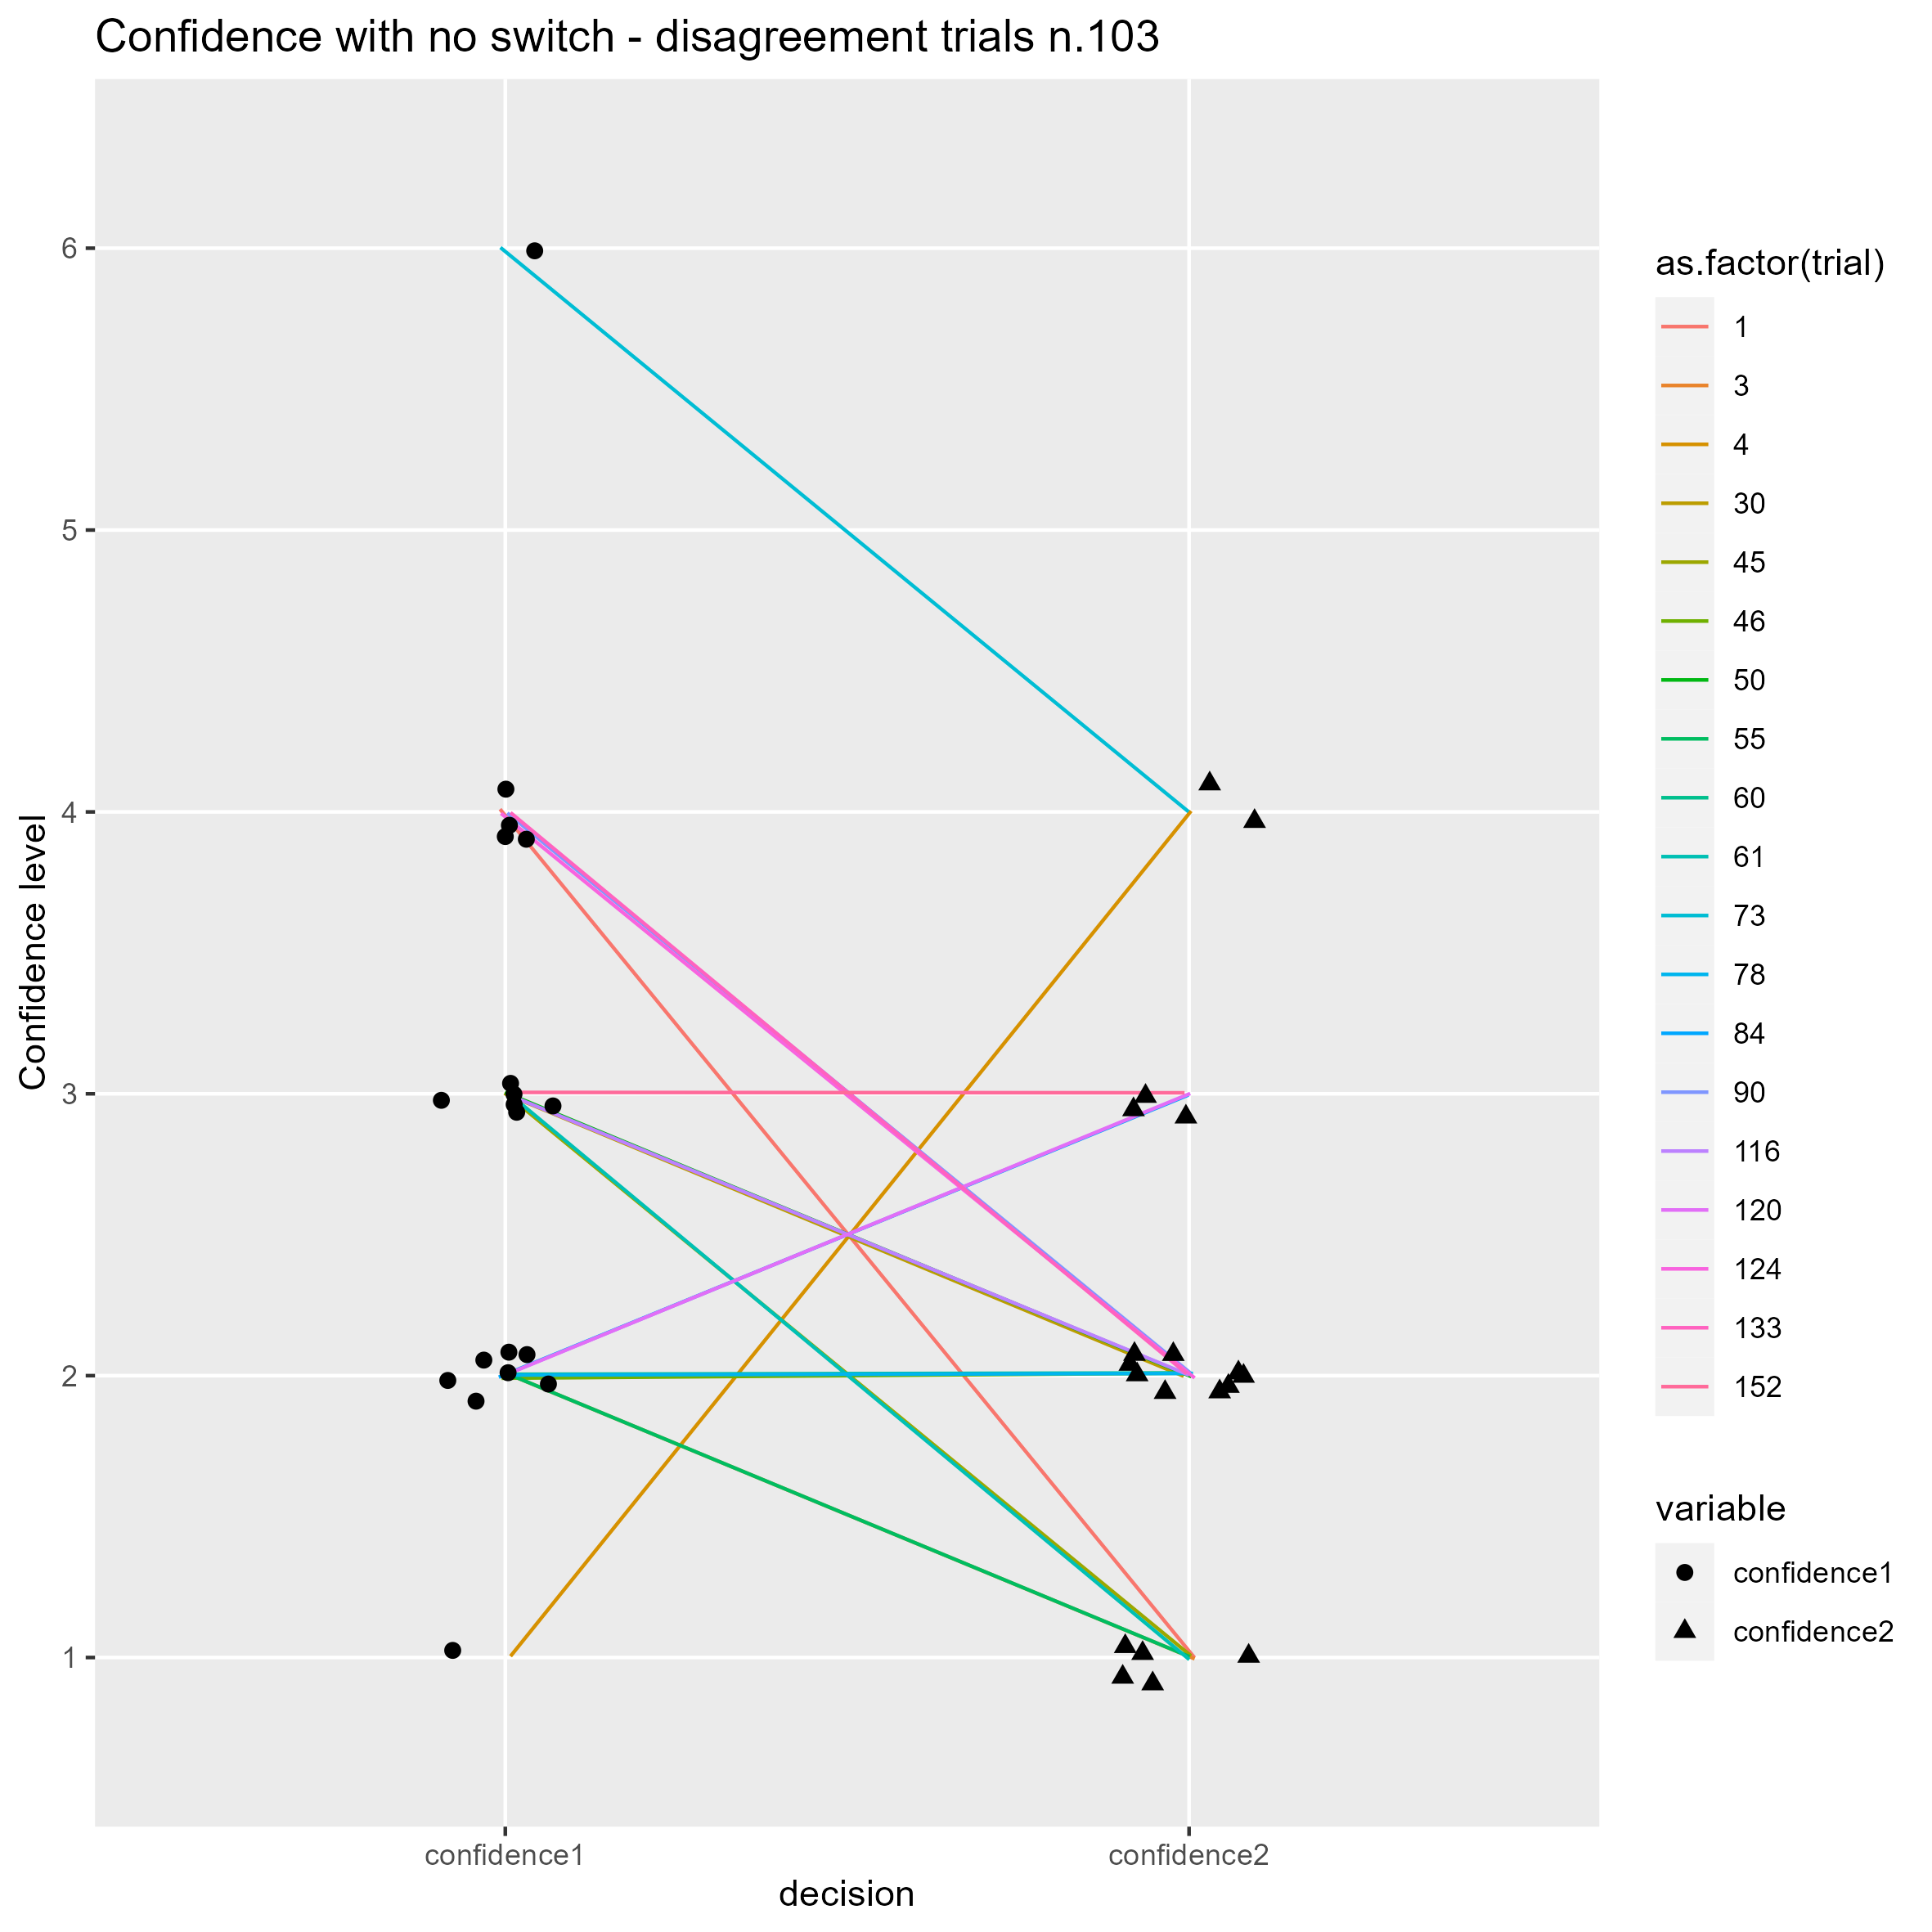 Confidence with no switch - disagreement trials n.103
Confidence level
6
5
4
3
2
1
confidence1
confidence2
decision
as.factor(trial)
1
3
4
30
45
46
50
55
60
61
73
78
84
90
116
120
124
133
152
variable
confidence1
confidence2